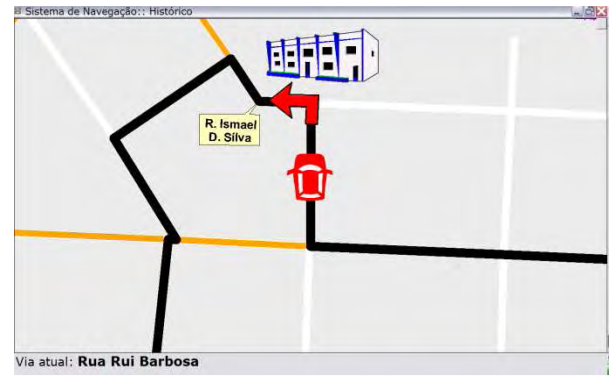 Sistema de Navegação:: Histórico
R. Ismael
D. Silva
Via atual: Rua Rui Barbosa